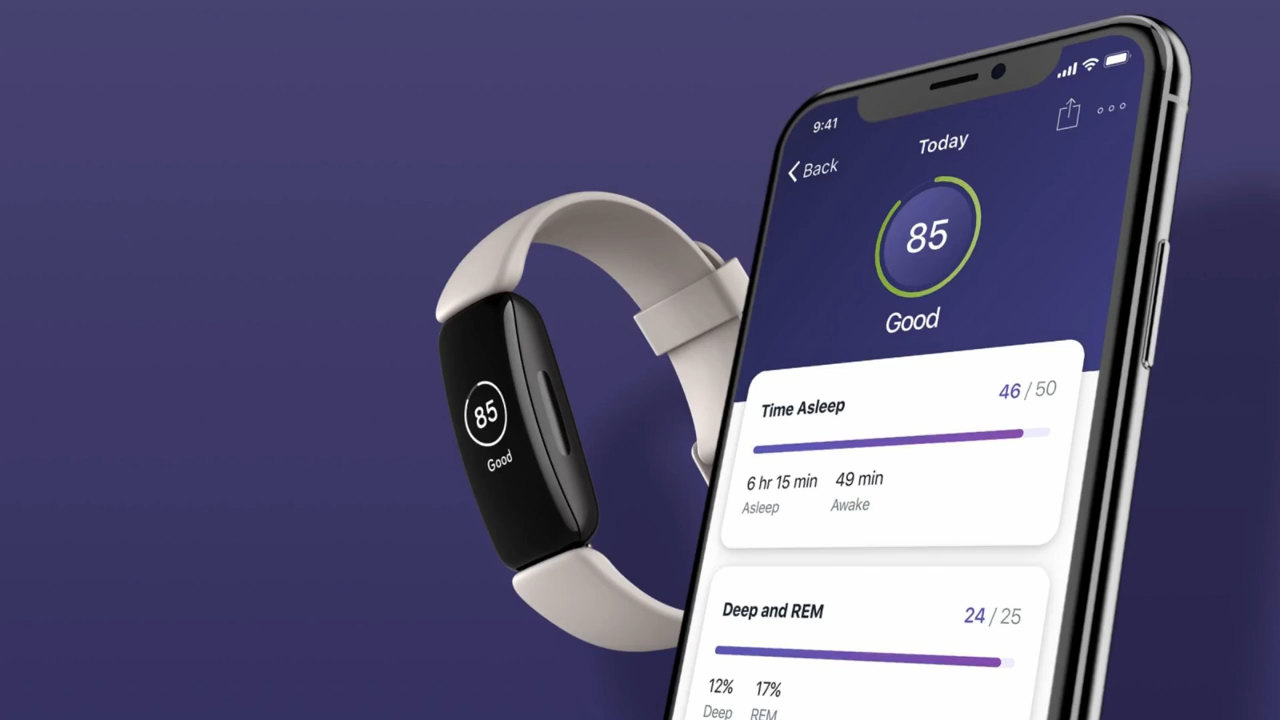 85
Good
9:41
Today
Back
85
Good
Time Asleep
46 / 50
6 hr 15 min 49 min
Asleep Awake
Deep and REM
24 / 25
12% 17%
Deep REM